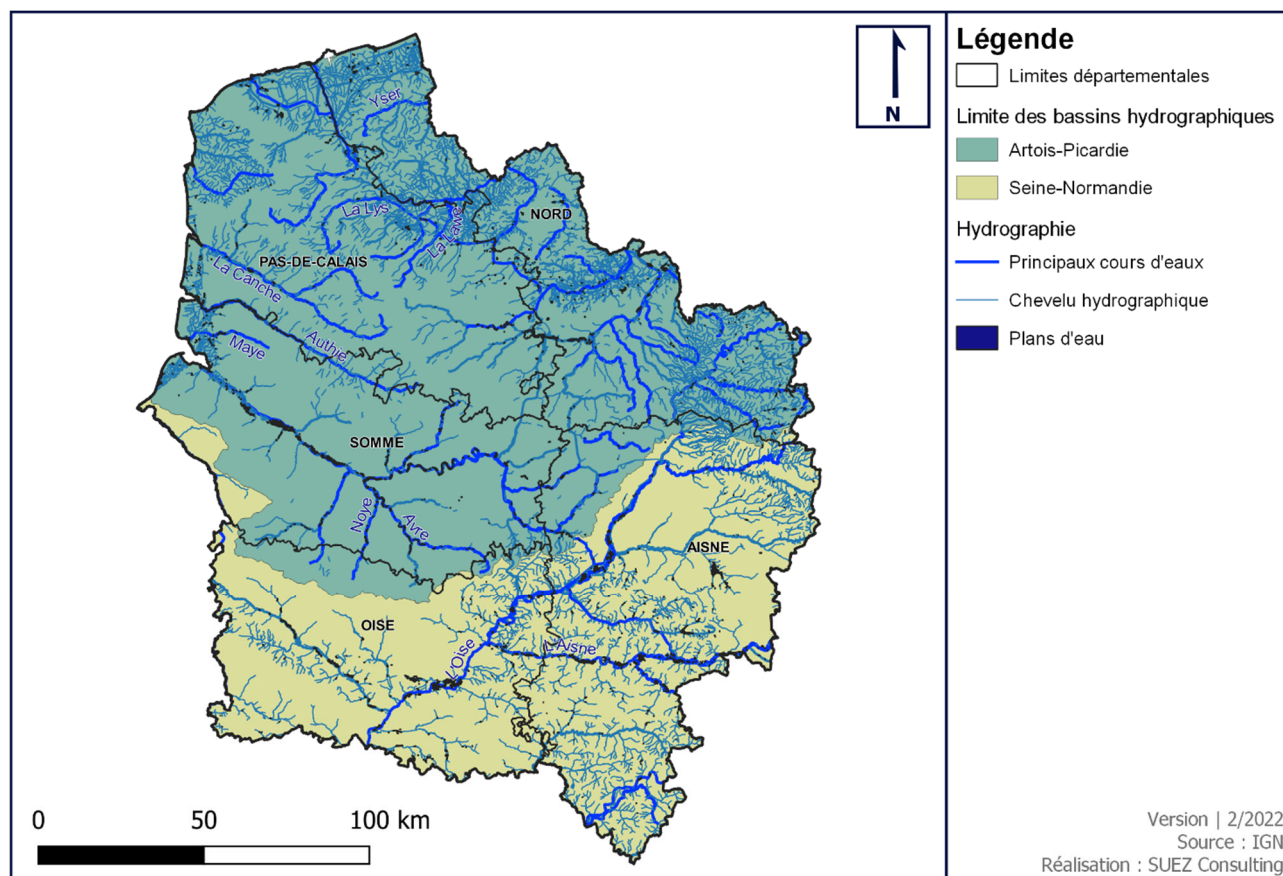 Yser
La Lys
La Lawe
NORD
PAS-DE-CALAIS
La Canche
Authie
Maye
SOMME
Noye
Avre
AISNE
OISE
L'Oise
L'Aisne
0 50 100 km
N
Légende
Limites départementales
Limite des bassins hydrographiques
Artois-Picardie
Seine-Normandie
Hydrographie
Principaux cours d'eaux
Chevelu hydrographique
Plans d'eau
Version | 2/2022
Source : IGN
Réalisation : SUEZ Consulting